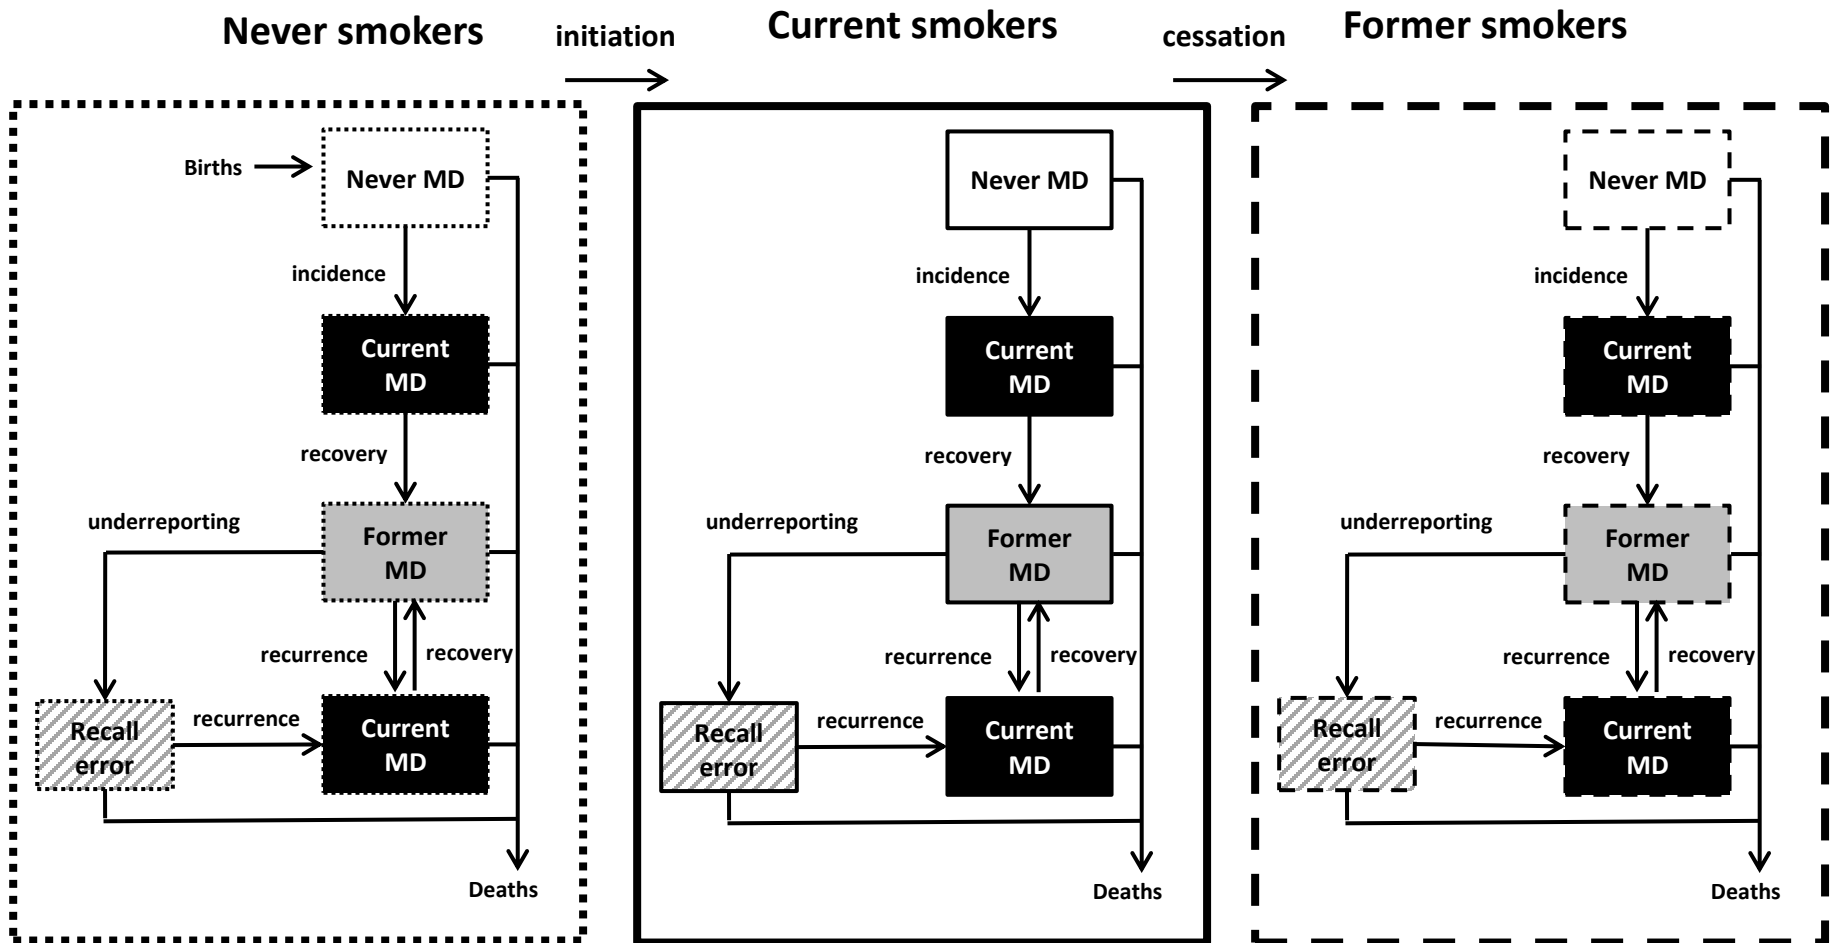 Never smokers
initiation
Current smokers
cessation
Former smokers
Births
Never MD
incidence
Current
MD
recovery
underreporting
Former
MD
recurrence
recovery
Recall
error
recurrence
Current
MD
Deaths
Never MD
incidence
Current
MD
recovery
underreporting
Former
MD
recurrence
recovery
Recall
error
recurrence
Current
MD
Deaths
Never MD
incidence
Current
MD
recovery
underreporting
Former
MD
recurrence
recovery
Recall
error
recurrence
Current
MD
Deaths